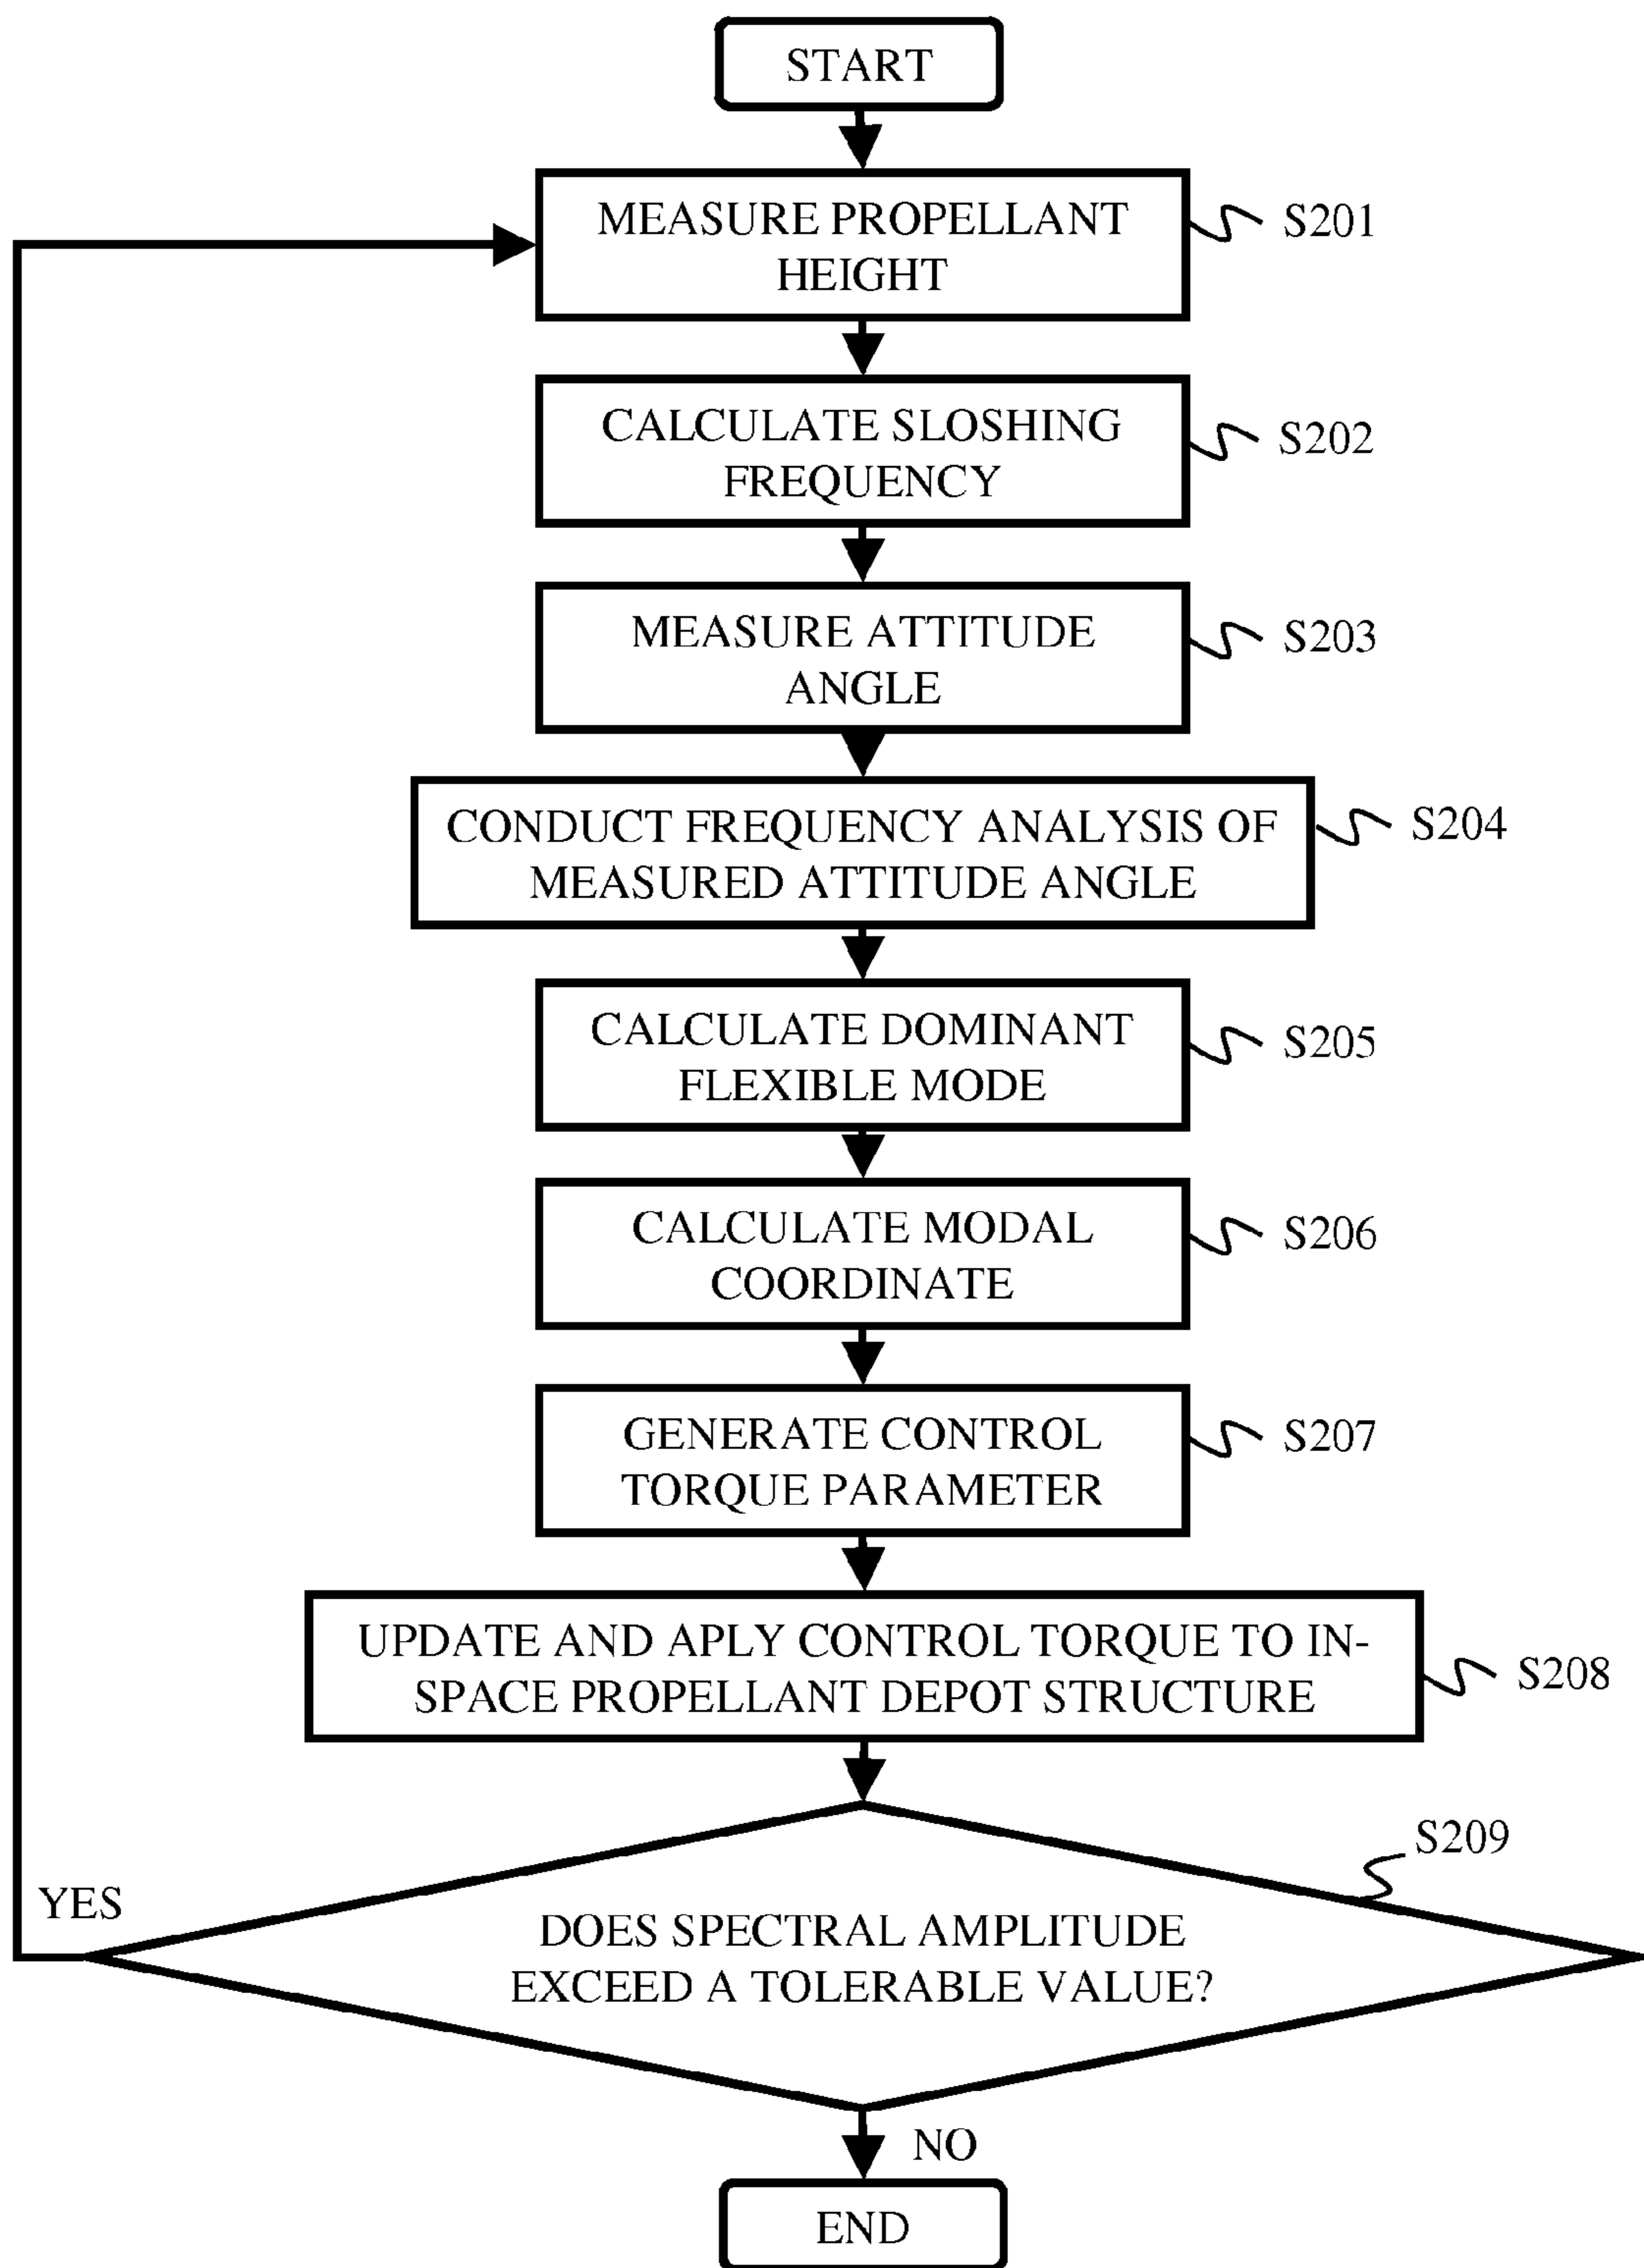 START
MEASURE PROPELLANT
HEIGHT
S201
CALCULATE SLOSHING
FREQUENCY
S202
MEASURE ATTITUDE
ANGLE
S203
CONDUCT FREQUENCY ANALYSIS OF
MEASURED ATTITUDE ANGLE
S204
CALCULATE DOMINANT
FLEXIBLE MODE
S205
CALCULATE MODAL
COORDINATE
S206
GENERATE CONTROL
TORQUE PARAMETER
S207
UPDATE AND APLY CONTROL TORQUE TO IN-
SPACE PROPELLANT DEPOT STRUCTURE
S208
S209
YES
DOES SPECTRAL AMPLITUDE
EXCEED A TOLERABLE VALUE?
NO
END